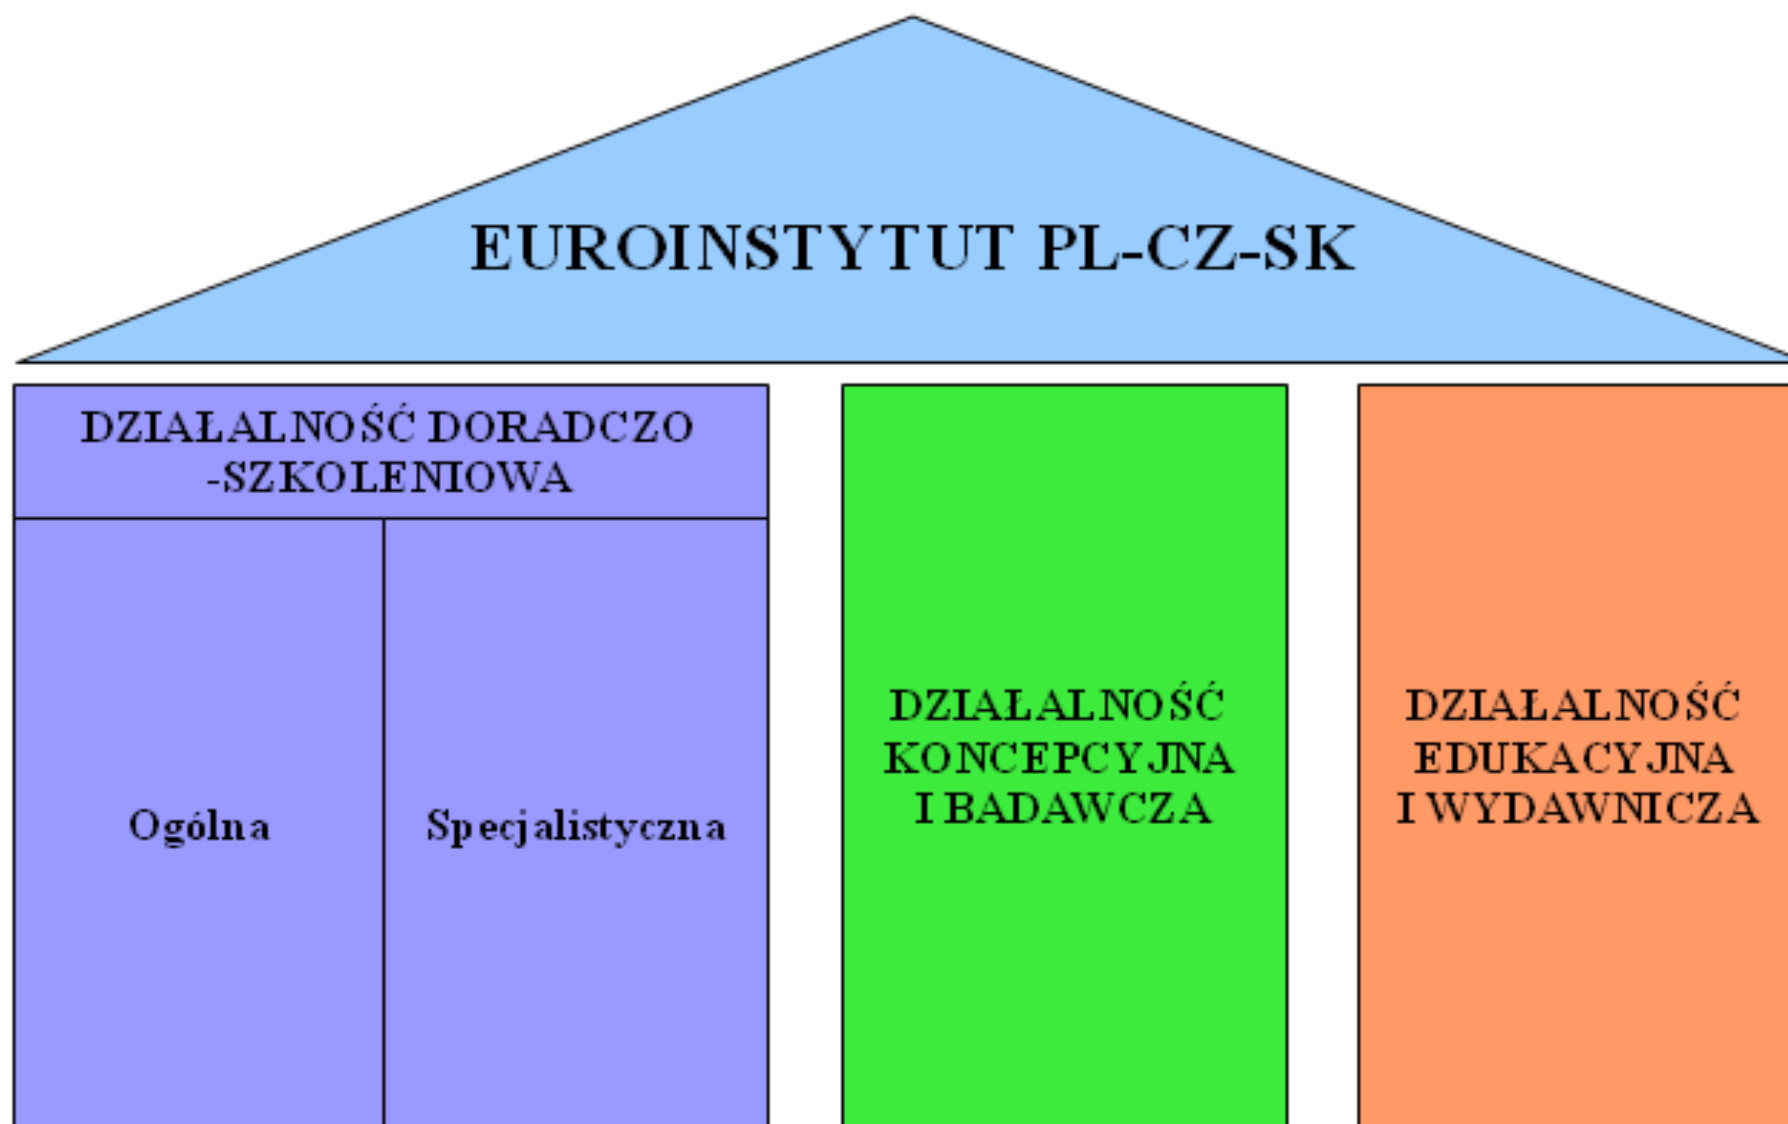 EUROINSTYTUT PL-CZ-SK
DZIAŁALNOŚĆ DORADCZO
-SZKOLENIOWA
Ogólna
Specjalistyczna
DZIAŁALNOŚĆ
KONCEPCYJNA
I BADAWCZA
DZIAŁALNOŚĆ
EDUKACYJNA
I WYDAWNICZA